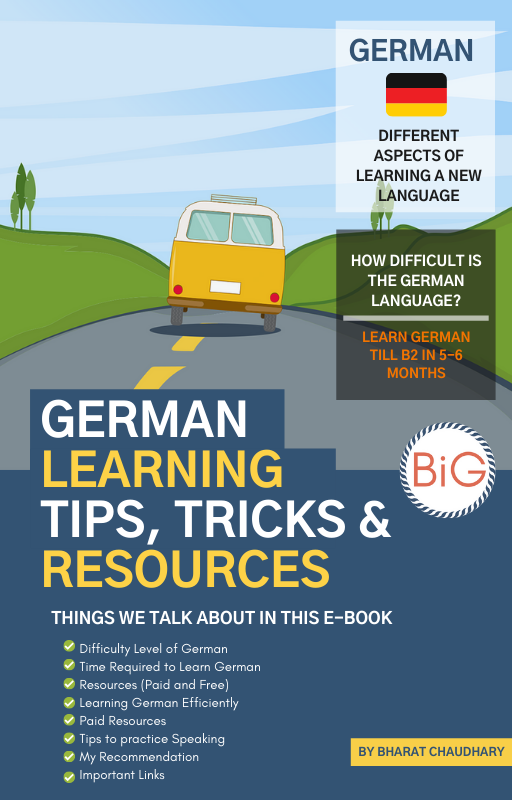 GERMAN
DIFFERENT
ASPECTS OF
LEARNING A NEW
LANGUAGE
HOW DIFFICULT IS
THE GERMAN
LANGUAGE?
LEARN GERMAN
TILL B2 IN 5-6
MONTHS
GERMAN
LEARNING
TIPS, TRICKS &
RESOURCES
BiG
THINGS WE TALK ABOUT IN THIS E-BOOK
Difficulty Level of German
Time Required to Learn German
Resources (Paid and Free)
Learning German Efficiently
Paid Resources
Tips to practice Speaking
My Recommendation
Important Links
BY BHARAT CHAUDHARY